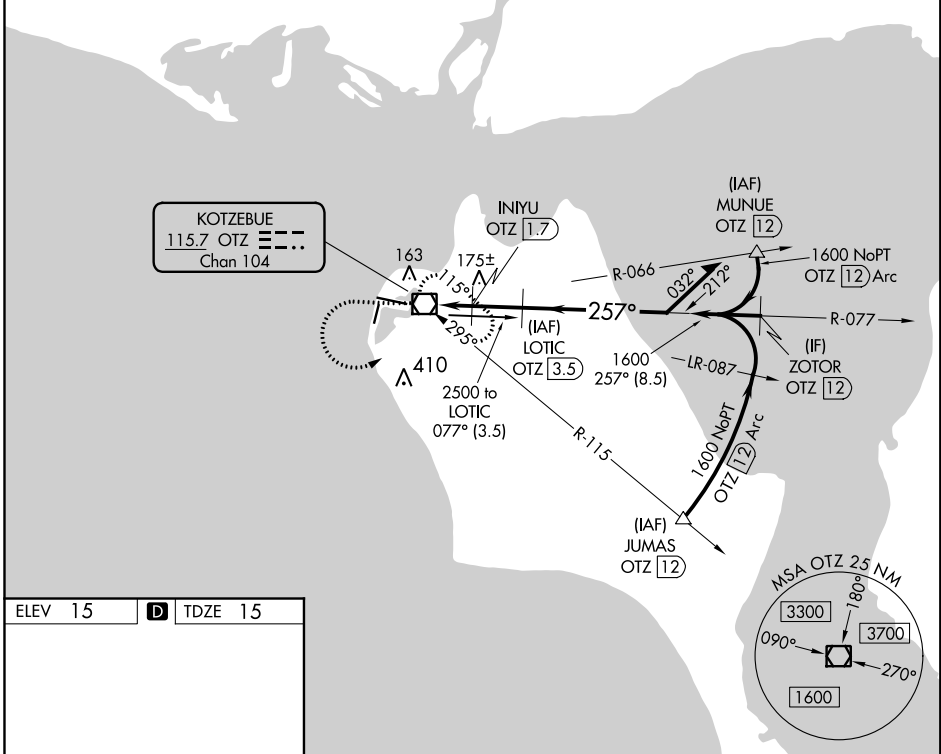 KOTZEBUE
115.7 OTZ
Chan 104
163
175±
INIYU
OTZ 1.7
(IAF)
MUNUE
OTZ 12
1600 NoPT
OTZ 12 Arc
R-066
032°
212°
115°
295°
257°
R-077
(IAF)
LOTIC
OTZ 3.5
1600
257° (8.5)
LR-087
(IF)
ZOTOR
OTZ 12
410
2500 to
LOTIC
077° (3.5)
R-115
1600 NoPT
OTZ 12 Arc
(IAF)
JUMAS
OTZ 12
MSA OTZ 25 NM
3300
180°
3700
090°
270°
1600
ELEV 15 D TDZE 15